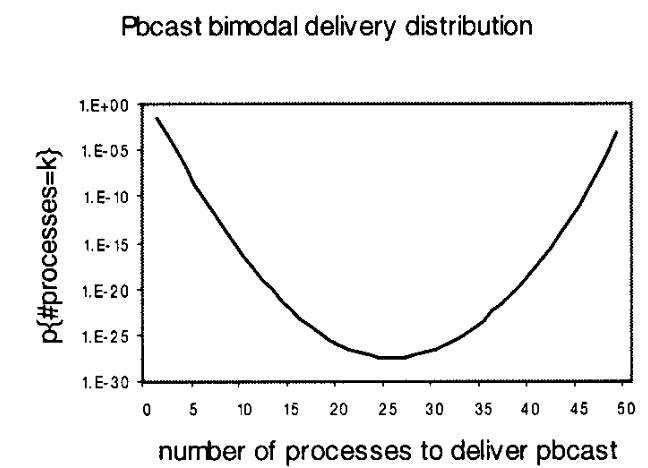 Pbcast bimodal delivery distribution
1.E+00
1.E-05
1.E-10
1.E-15
1.E-20
1.E-25
1.E-30
p{#processes=k}
0 5 10 15 20 25 30 35 40 45 50
number of processes to deliver pbcast